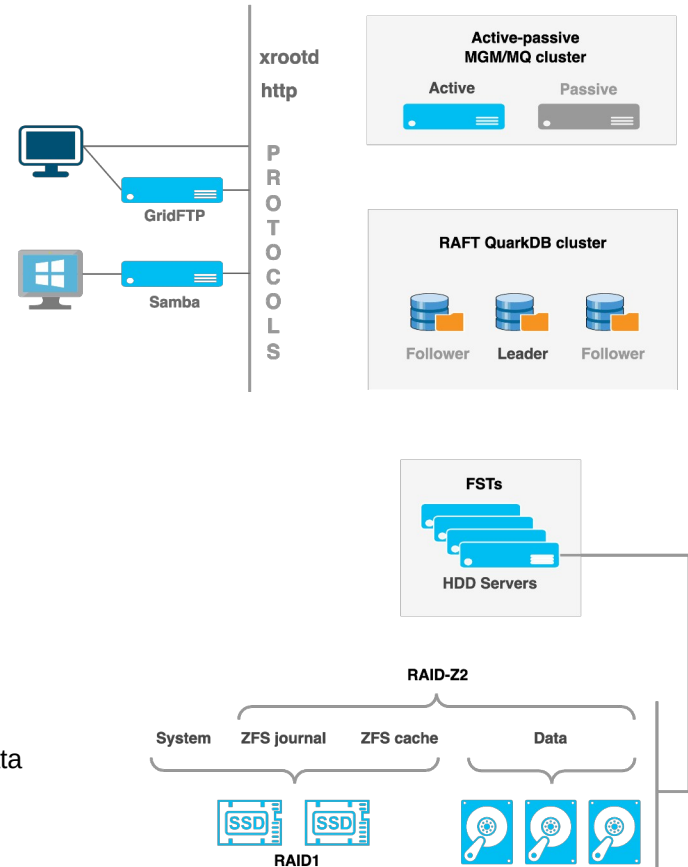 xrootd
http
PROTOCOLS
GridFTP
Samba
Active-passive
MGM/MQ cluster
Active Passive
RAFT QuarkDB cluster
Follower Leader Follower
FSTs
HDD Servers
RAID-Z2
System ZFS journal ZFS cache Data
ta
SSD SSD
RAID1